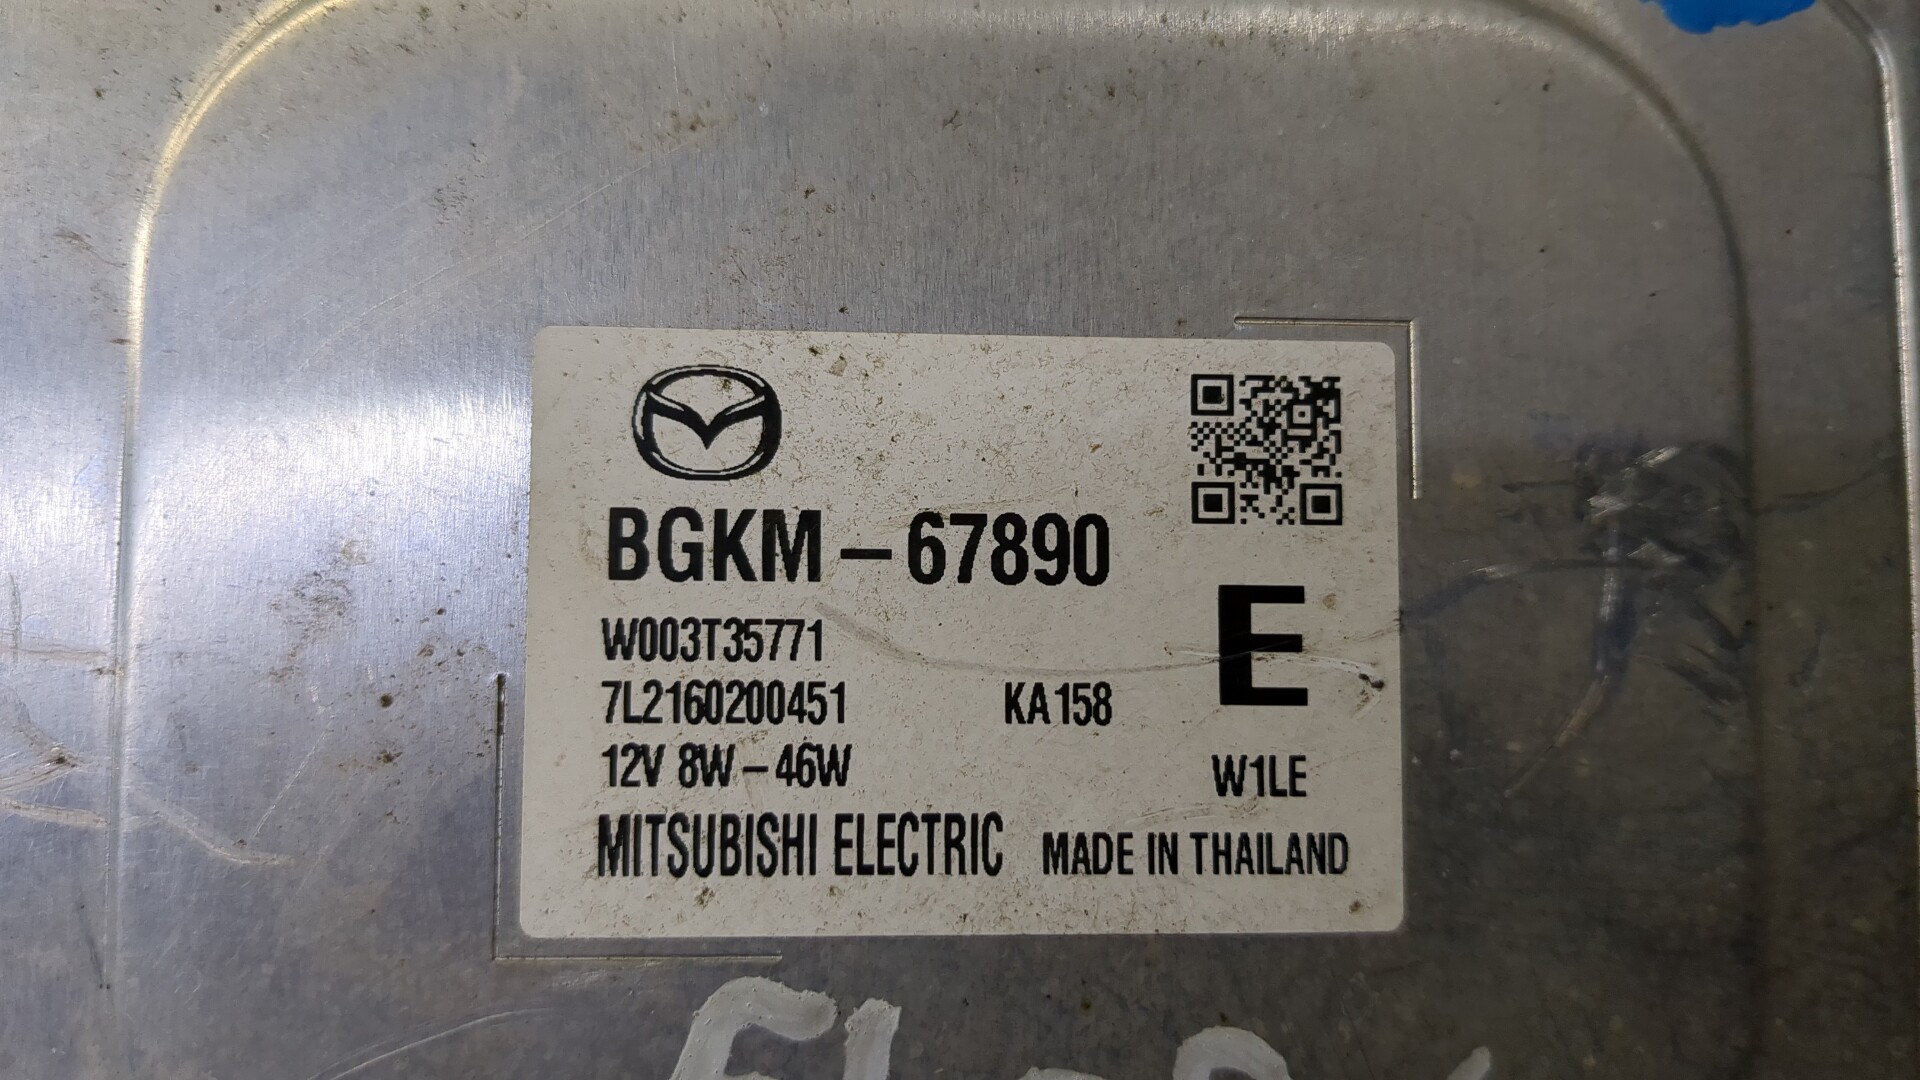 BGKM-67890
W003T35771
E
7L2160200451 KA158
12V 8W-46W W1LE
MITSUBISHI ELECTRIC MADE IN THAILAND